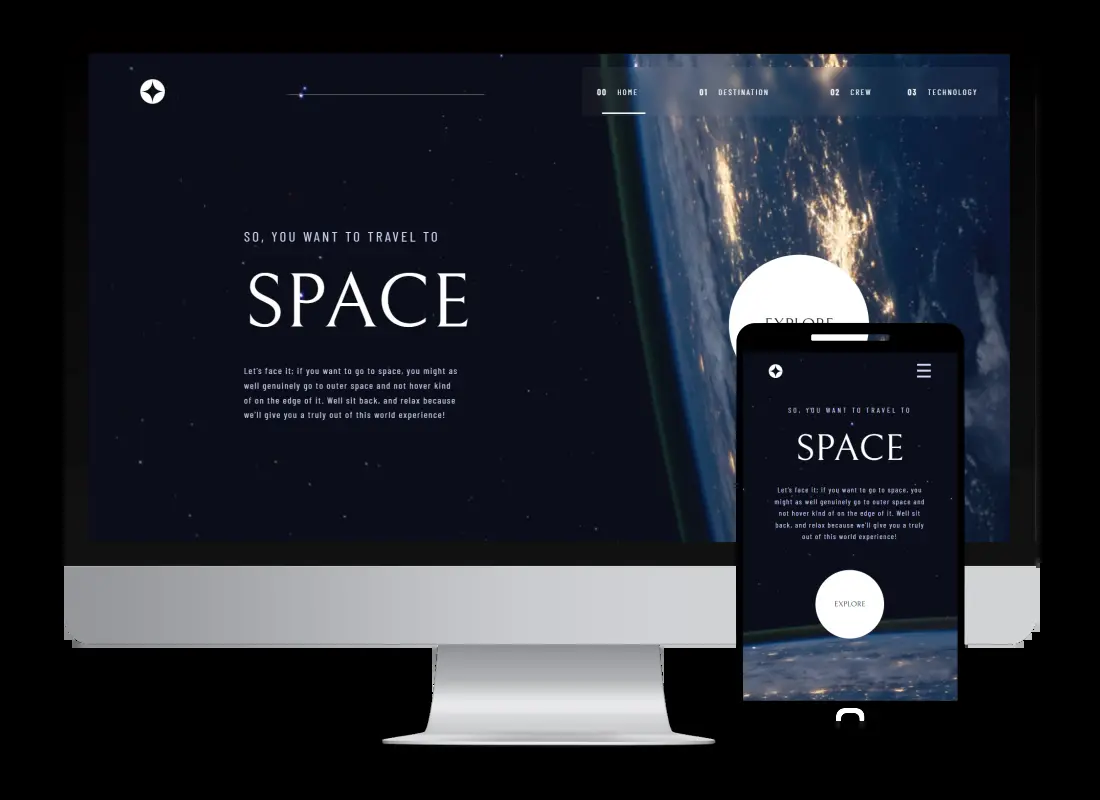 00 HOME 01 DESTINATION 02 CREW 03 TECHNOLOGY
SO, YOU WANT TO TRAVEL TO
SPACE
Let's face it; if you want to go to space, you might as
well genuinely go to outer space and not hover kind
of on the edge of it. Well sit back, and relax because
we'll give you a truly out of this world experience!
EXPLORE
SO, YOU WANT TO TRAVEL TO
SPACE
Let's face it; if you want to go to space, you
might as well genuinely go to outer space and
not hover kind of on the edge of it. Well sit
back, and relax because we'll give you a truly
out of this world experience!
EXPLORE